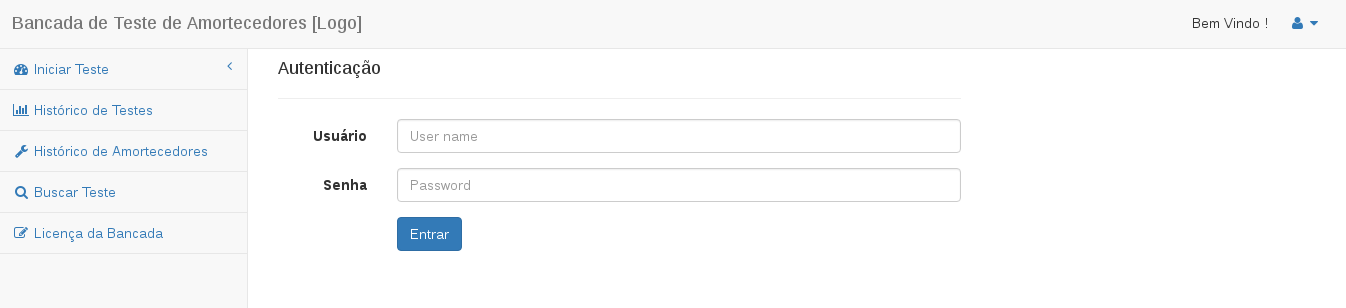 Bancada de Teste de Amortecedores [Logo]
Bem Vindo !
Iniciar Teste
Histórico de Testes
Histórico de Amortecedores
Buscar Teste
Licença da Bancada
Autenticação
Usuário
User name
Senha
Password
Entrar